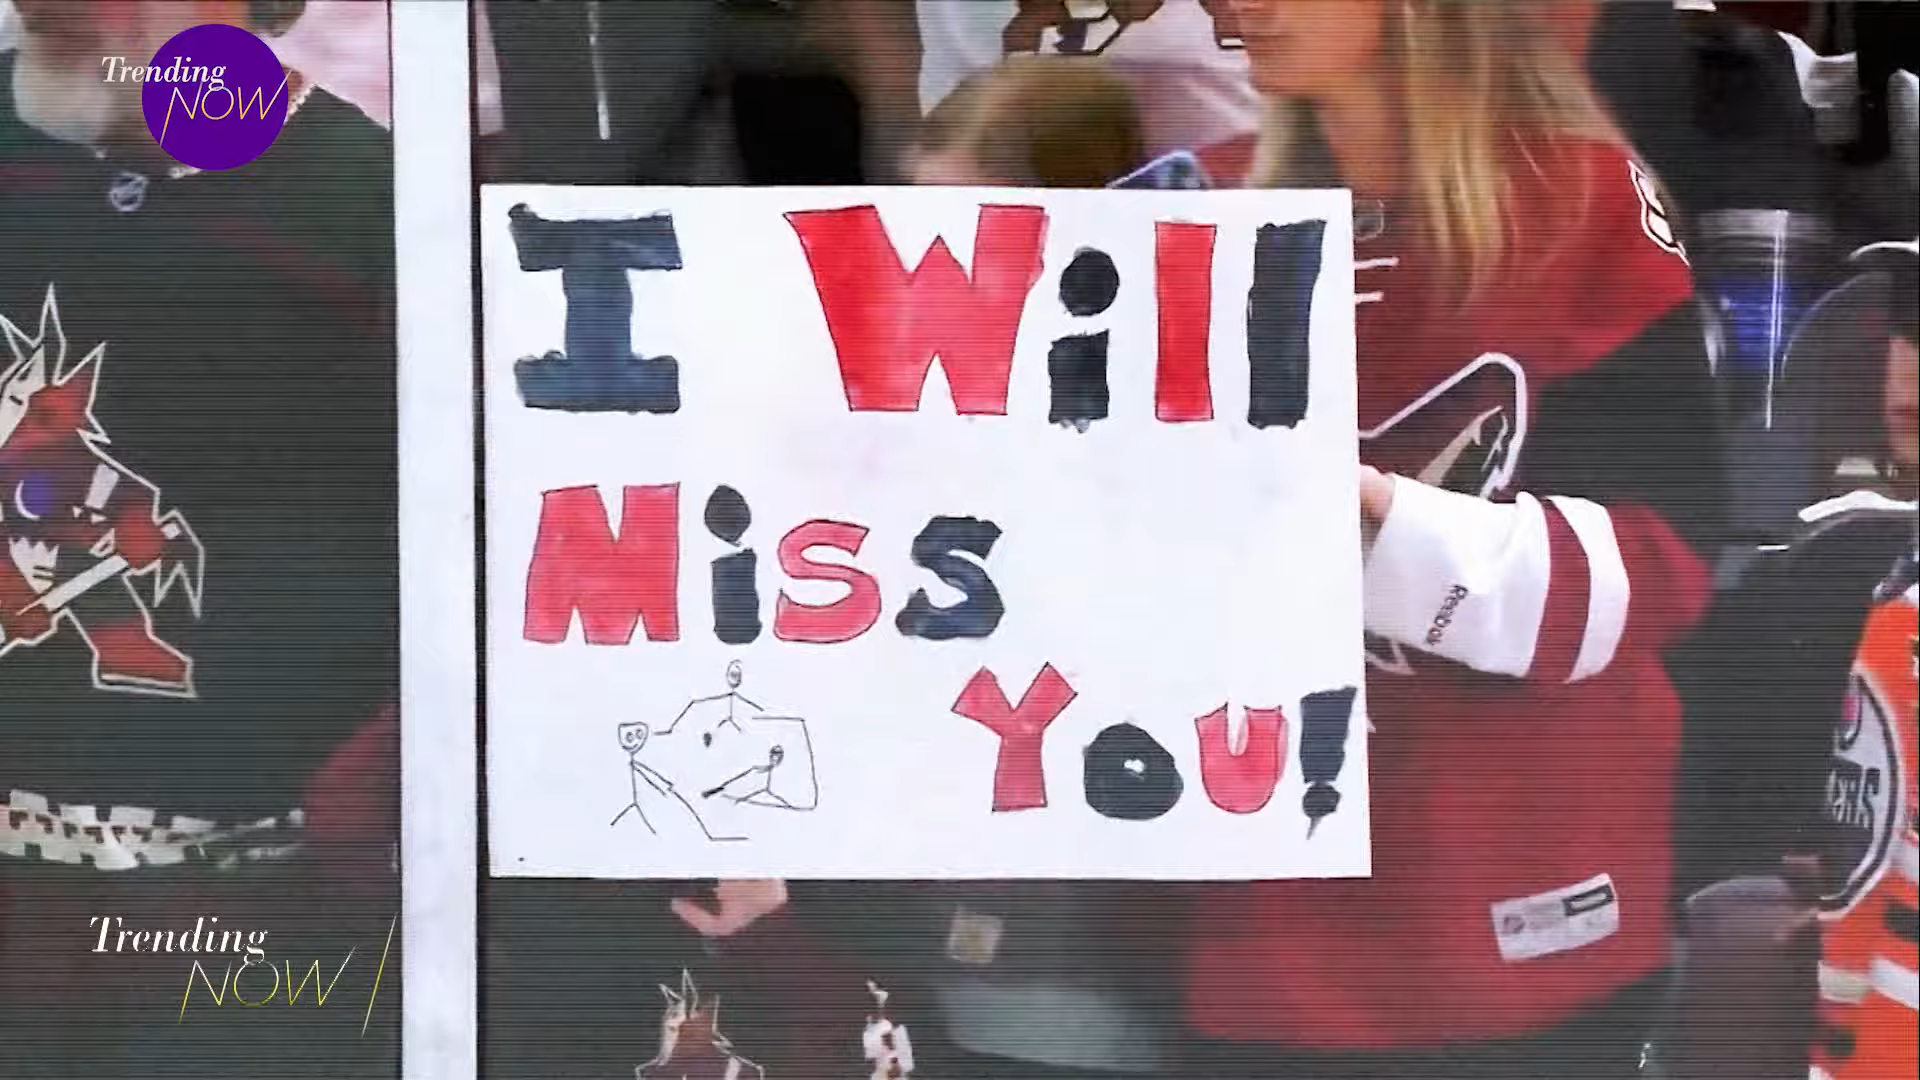 Trending
NOW
I Will
Miss
You!
Reebok
Trending
NOW